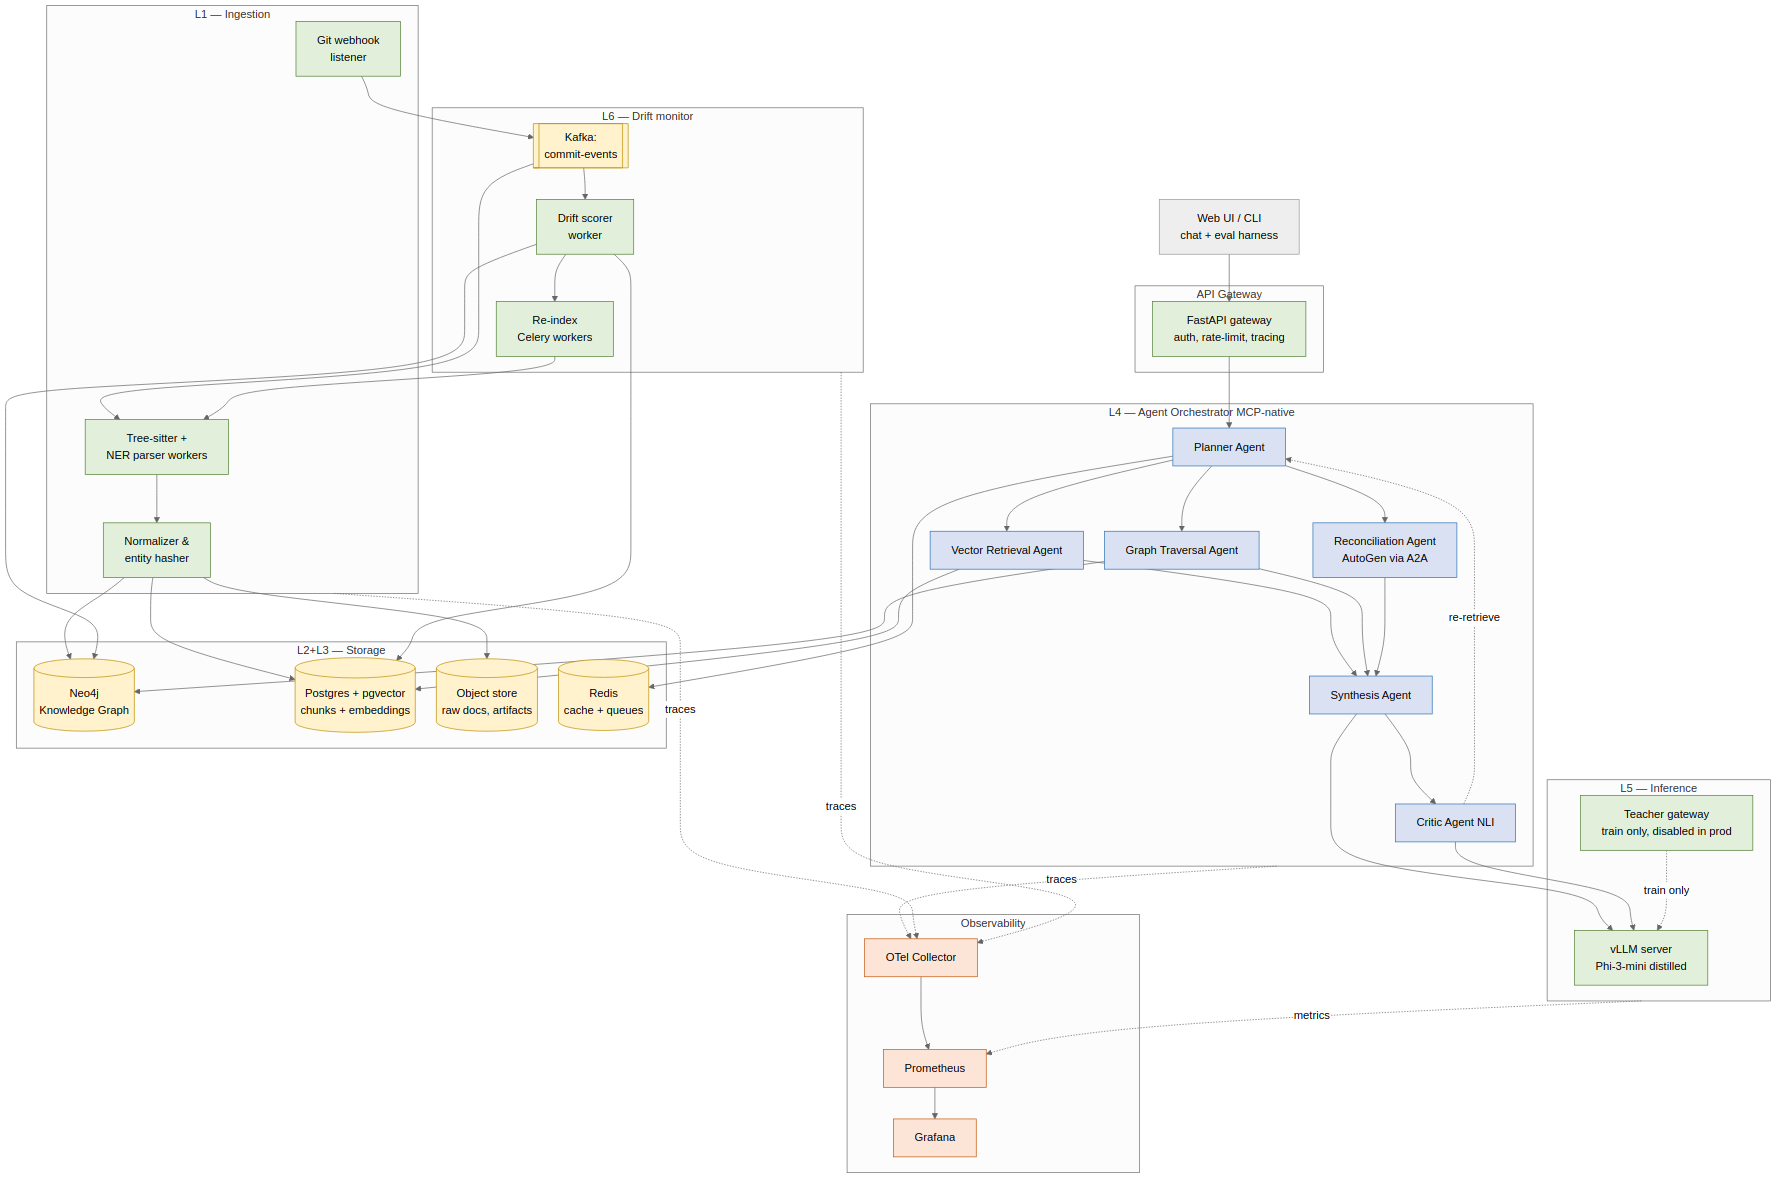 L1 — Ingestion
Git webhook
listener
L6 — Drift monitor
Kafka:
commit-events
Drift scorer
worker
Re-index
Celery workers
Web UI / CLI
chat + eval harness
API Gateway
FastAPI gateway
auth, rate-limit, tracing
Tree-sitter +
NER parser workers
Normalizer &
entity hasher
L4 — Agent Orchestrator MCP-native
Planner Agent
Vector Retrieval Agent
Graph Traversal Agent
Reconciliation Agent
AutoGen via A2A
re-retrieve
L2+L3 — Storage
Neo4j
Knowledge Graph
Postgres + pgvector
chunks + embeddings
Object store
raw docs, artifacts
Redis
cache + queues
traces
Synthesis Agent
traces
Critic Agent NLI
L5 — Inference
Teacher gateway
train only, disabled in prod
traces
train only
Observability
OTel Collector
vLLM server
Phi-3-mini distilled
metrics
Prometheus
Grafana